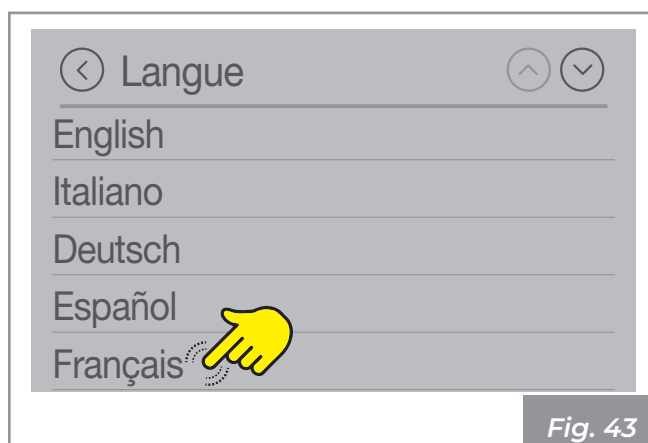 Langue
English
Italiano
Deutsch
Español
Français
Fig. 43